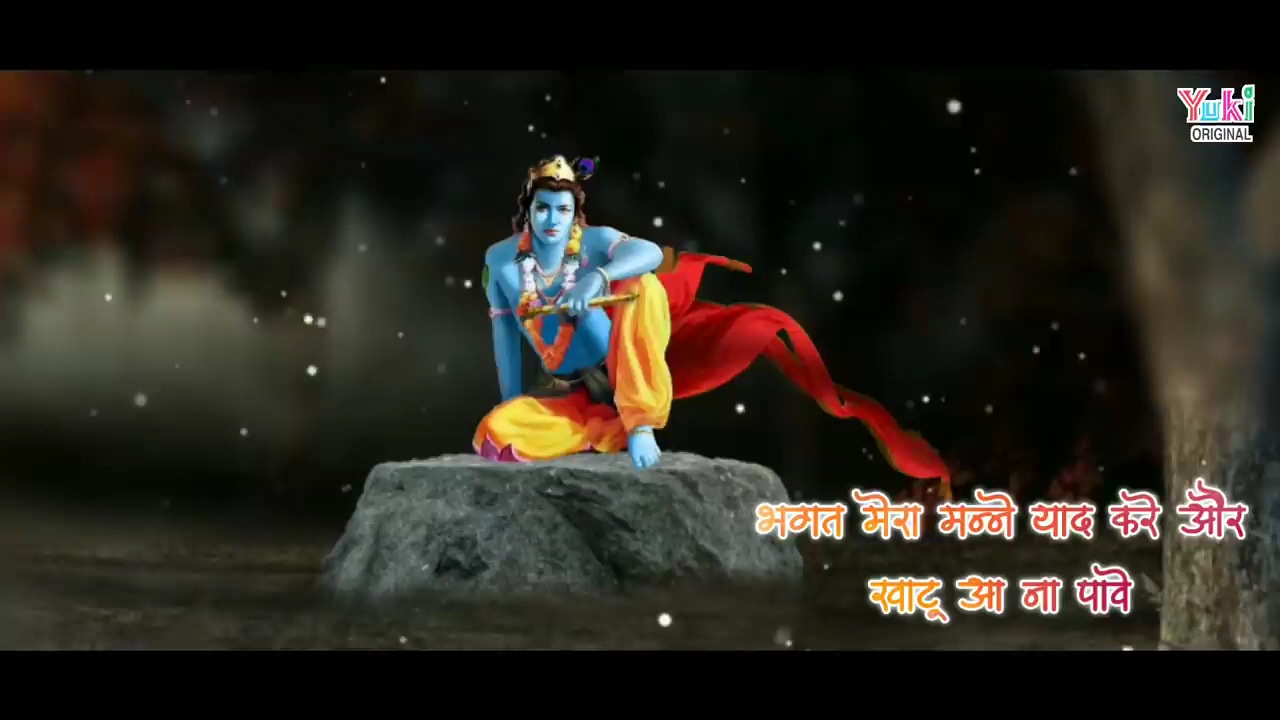 Yuki
ORIGINAL
भगत मेरा मन्ने याद करे और
खाटू आ ना पावे